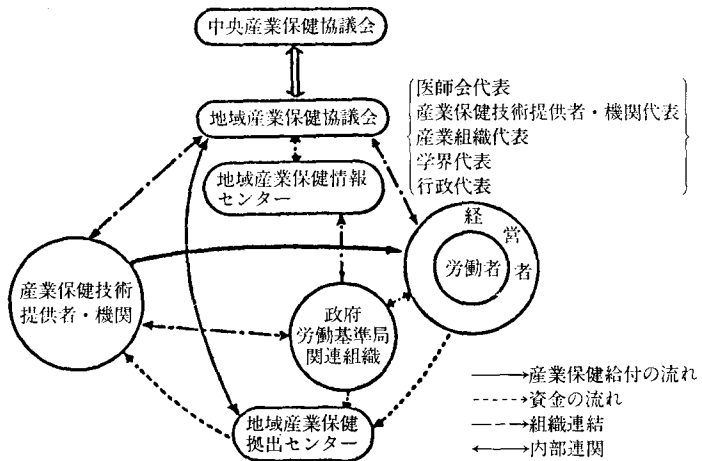 中央産業保健協議会
地域産業保健協議会
医師会代表
産業保健技術提供者・機関代表
産業組織代表
学界代表
行政代表
地域産業保健情報
センター
経営者
労働者
産業保健技術
提供者・機関
政府
労働基準局
関連組織
地域産業保健
拠出センター
産業保健給付の流れ
資金の流れ
組織連結
内部連関